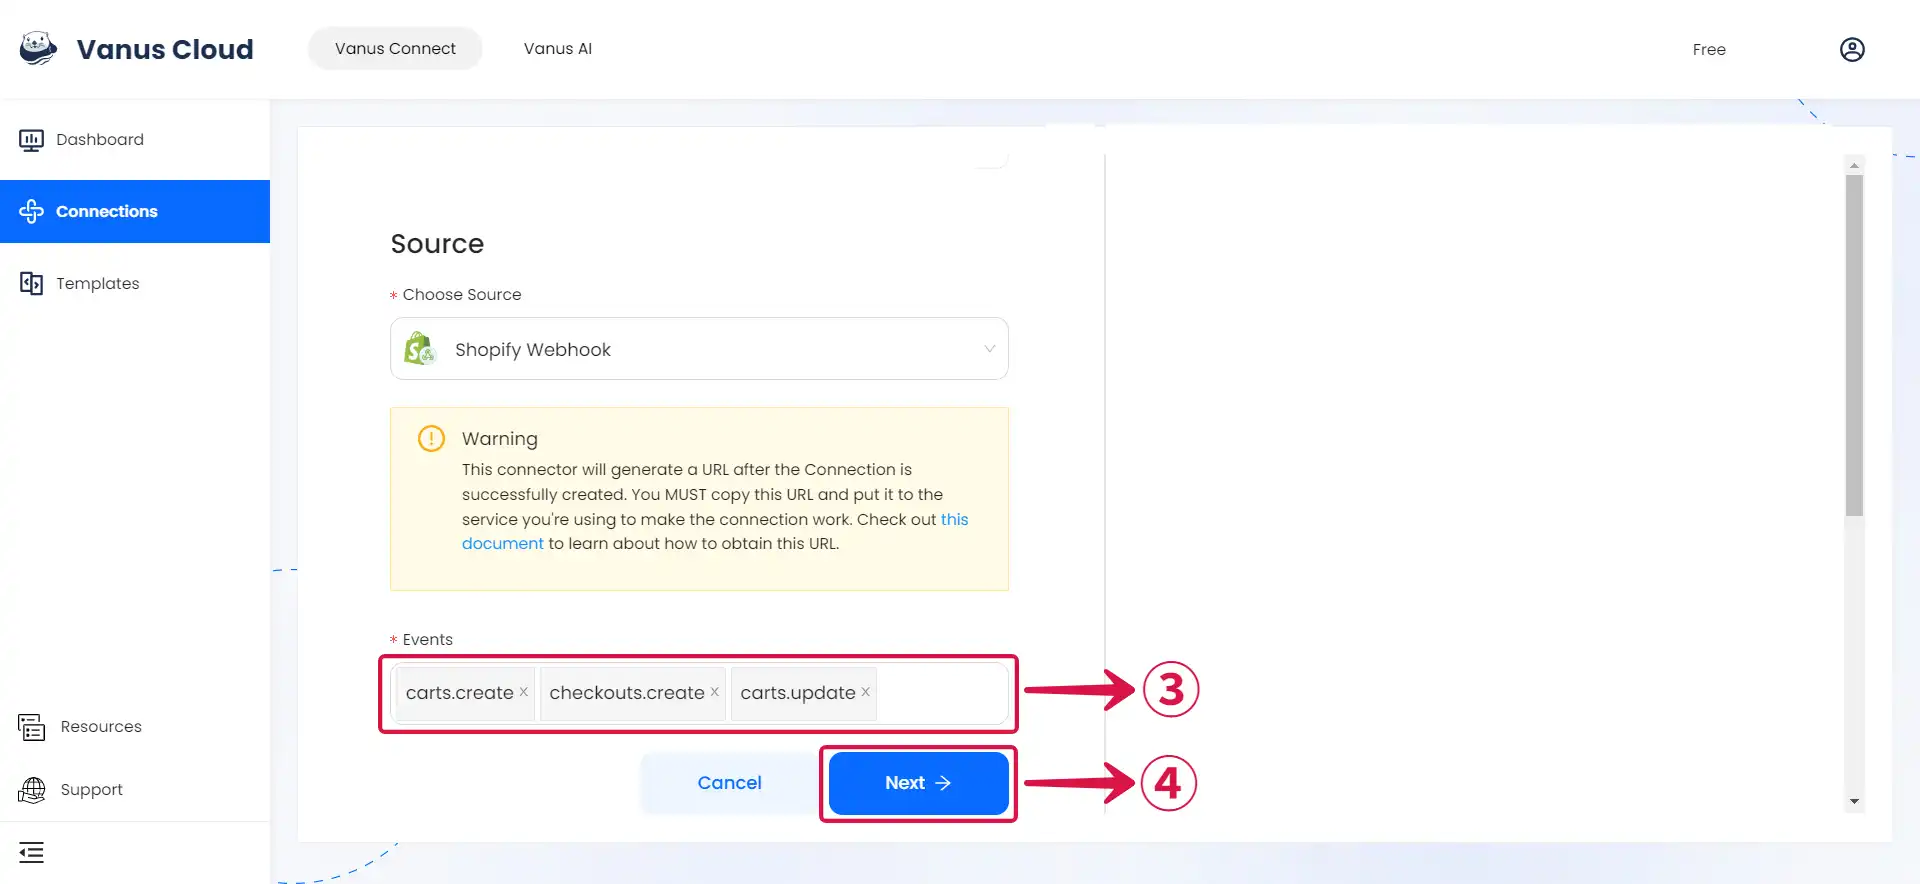 Vanus Cloud
Vanus Connect
Vanus AI
Free
Dashboard
Connections
Templates
Resources
Support
Source
* Choose Source
Shopify Webhook
Warning
This connector will generate a URL after the Connection is
successfully created. You MUST copy this URL and put it to the
service you're using to make the connection work. Check out this
document to learn about how to obtain this URL.
* Events
carts.create x checkouts.create x carts.update x
3
Cancel
Next →
4